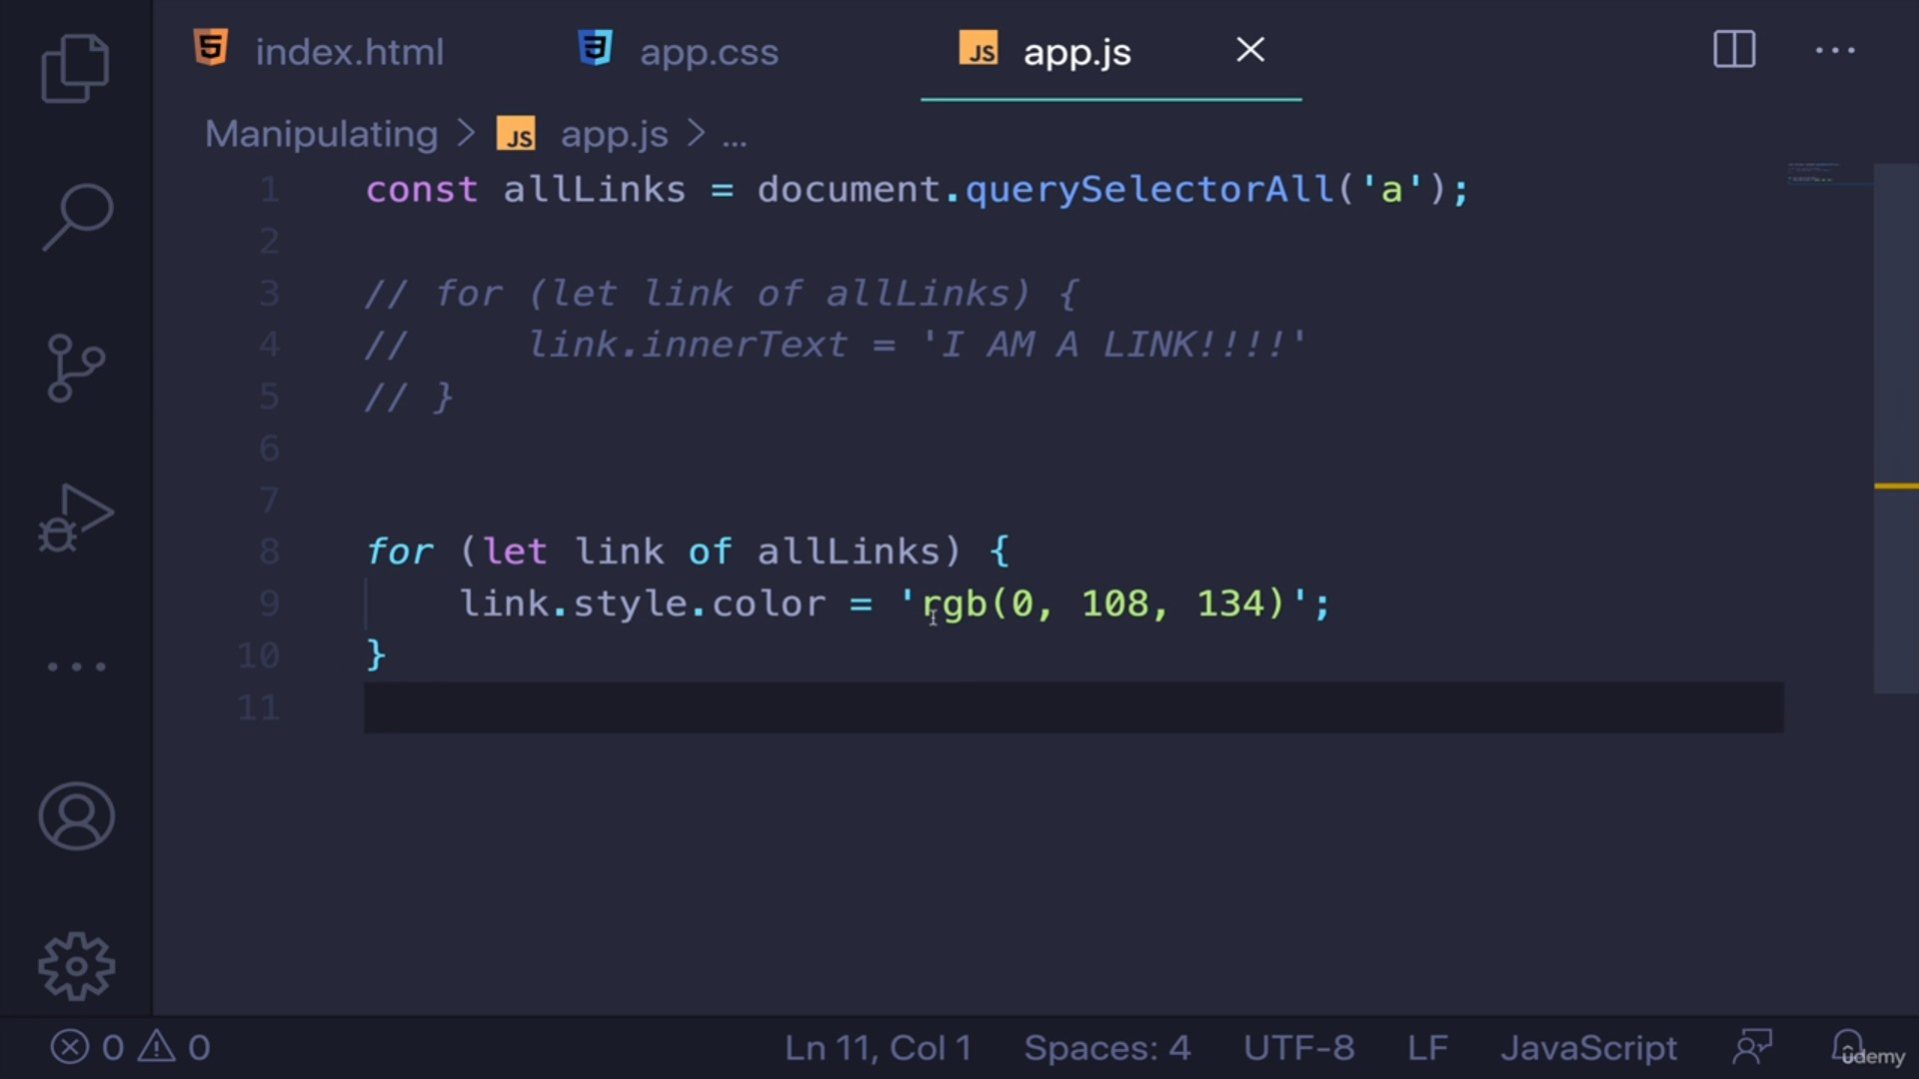 index.html app.css JS app.js
Manipulating > JS app.js > ...
1 const allLinks = document.querySelectorAll('a');
2
3 // for (let link of allLinks) {
4 //     link.innerText = 'I AM A LINK!!!!'
5 // }
6
7
8 for (let link of allLinks) {
9     link.style.color = 'rgb(0, 108, 134)';
10 }
11
0 0 Ln 11, Col 1 Spaces: 4 UTF-8 LF JavaScript
ûdemy